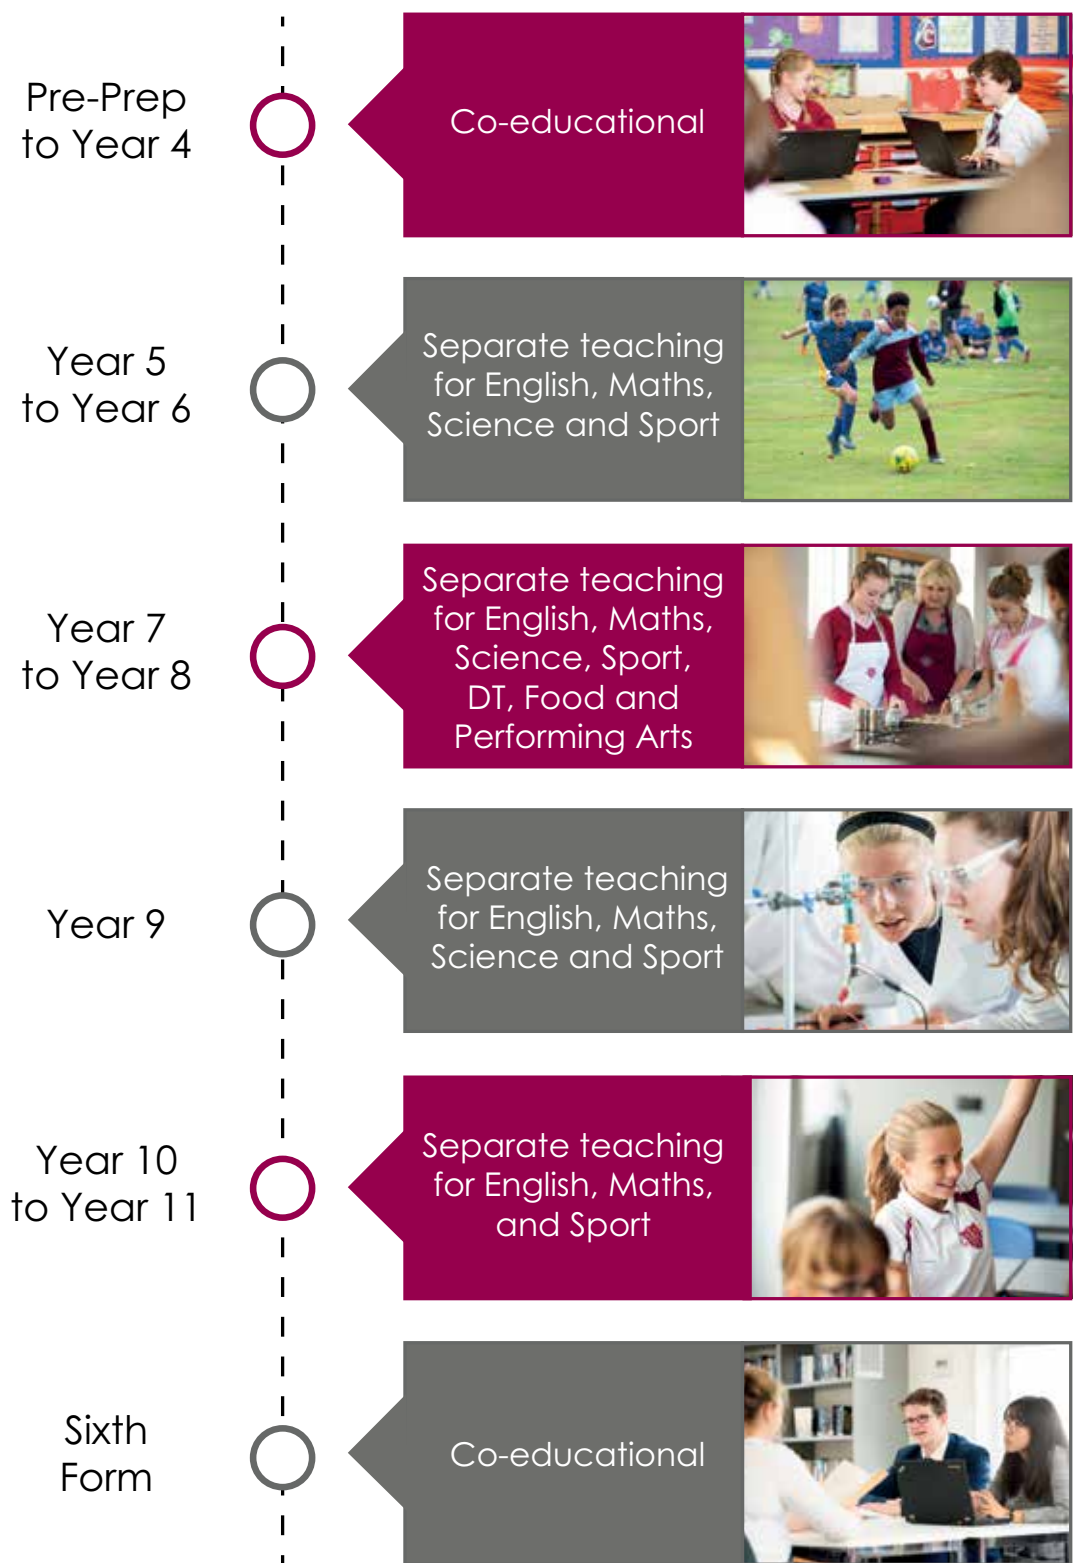 Pre-Prep
to Year 4
Co-educational
Year 5
to Year 6
Separate teaching
for English, Maths,
Science and Sport
Year 7
to Year 8
Separate teaching
for English, Maths,
Science, Sport,
DT, Food and
Performing Arts
Year 9
Separate teaching
for English, Maths,
Science and Sport
Year 10
to Year 11
Separate teaching
for English, Maths,
and Sport
Sixth
Form
Co-educational